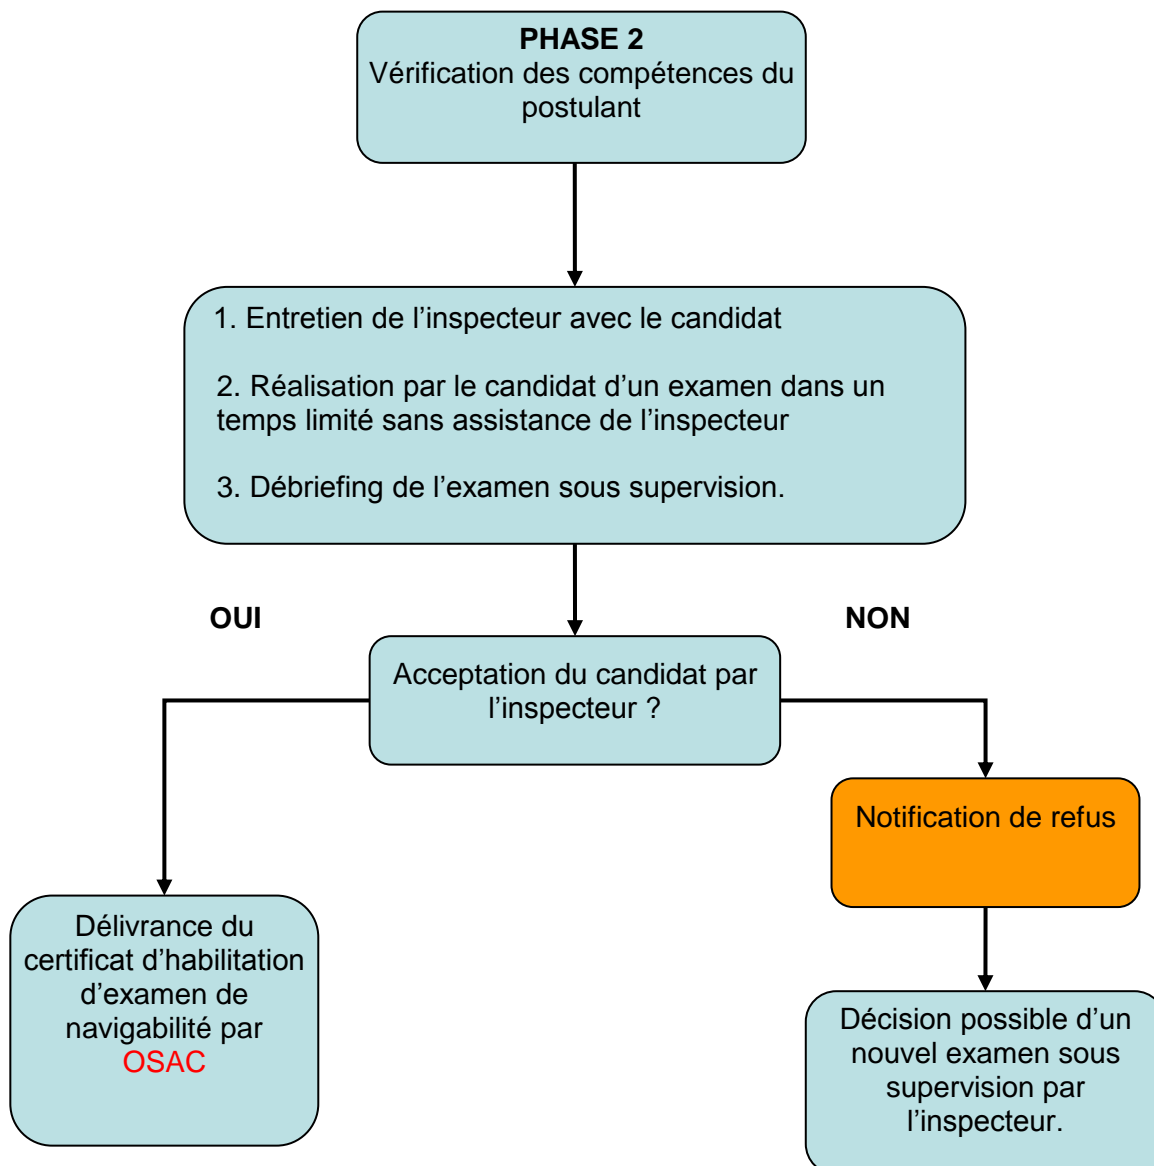 PHASE 2
Vérification des compétences du
postulant
1. Entretien de l’inspecteur avec le candidat
2. Réalisation par le candidat d’un examen dans un
temps limité sans assistance de l’inspecteur
3. Débriefing de l’examen sous supervision.
OUI
NON
Acceptation du candidat par
l’inspecteur ?
Notification de refus
Délivrance du
certificat d’habilitation
d’examen de
navigabilité par
OSAC
Décision possible d’un
nouvel examen sous
supervision par
l’inspecteur.